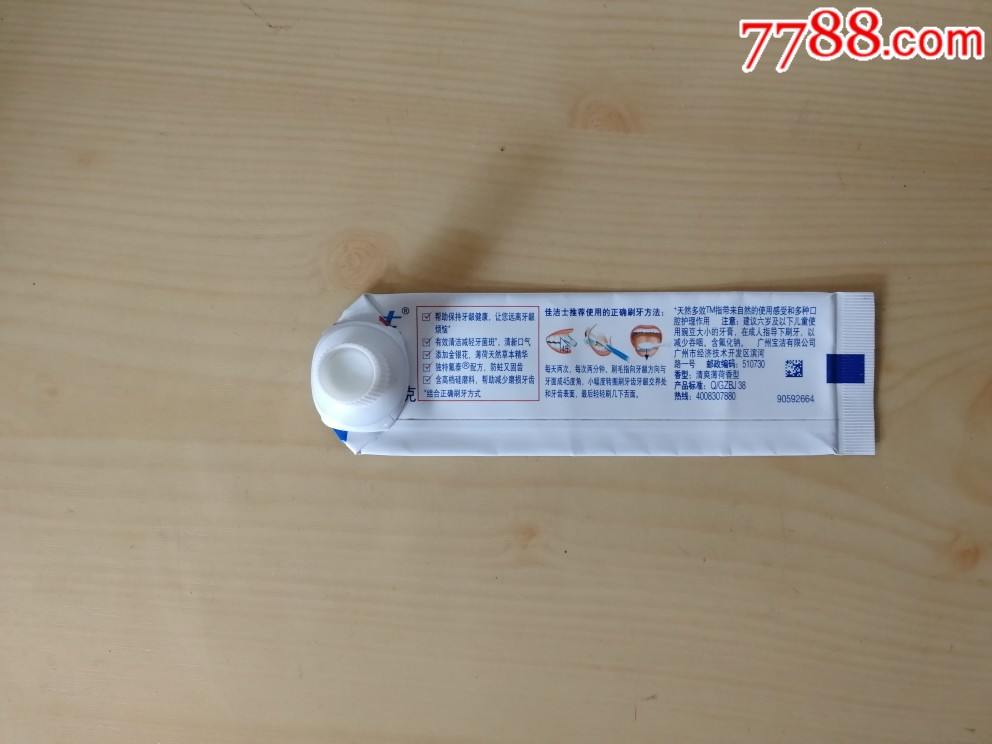 7788.com
士®
克
帮助保持牙龈健康，让您远离牙龈
烦恼*
有效清洁减轻牙菌斑*，清新口气
添加金银花、薄荷天然草本精华
独特氟泰®配方，防蛀又固齿
含高档硅磨料，帮助减少磨损牙齿
*结合正确刷牙方式
佳洁士推荐使用的正确刷牙方法：
每天两次，每次两分钟，刷毛指向牙龈方向与
牙面成45度角，小幅度转圈刷牙齿牙龈交界处
和牙齿表面，最后轻轻刷几下舌面。
*天然多效TM指带来自然的使用感受和多种口
腔护理作用 注意：建议六岁及以下儿童使
用豌豆大小的牙膏，在成人指导下刷牙，以
减少吞咽。含氟化钠。 广州宝洁有限公司
广州市经济技术开发区滨河
路一号 邮政编码：510730
香型：清爽薄荷香型
产品标准：Q/GZBJ 38
热线：4008307880
90592664